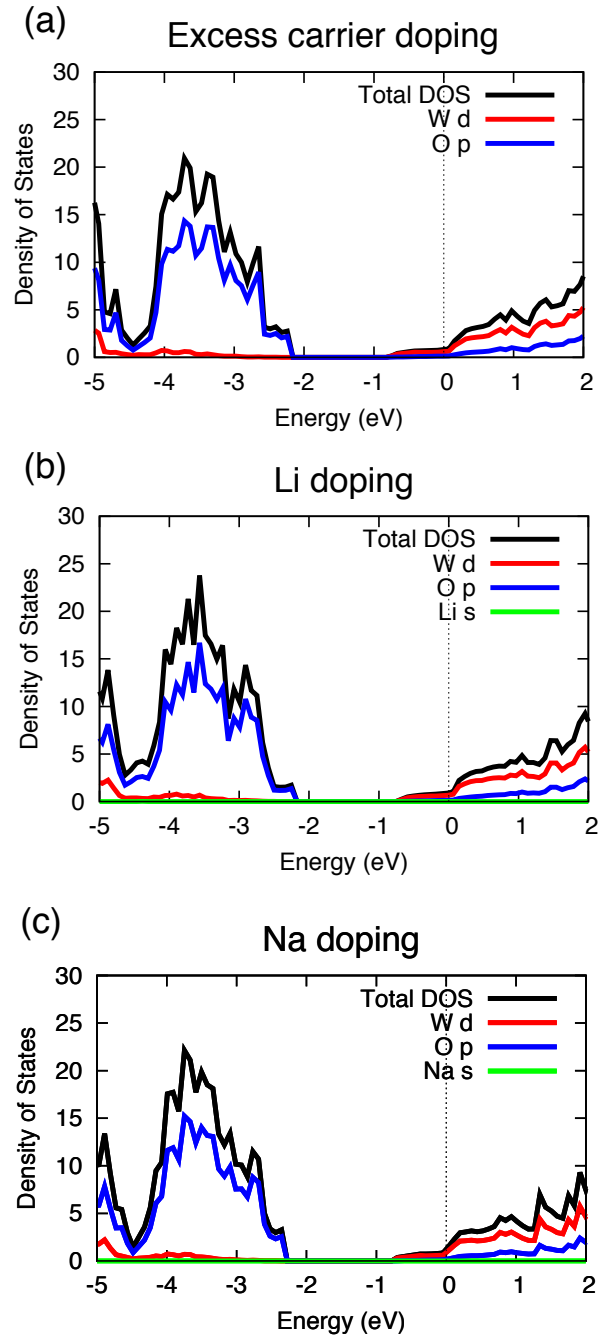 (a)
Excess carrier doping
30
25
20
15
10
5
0
Density of States
Total DOS
W d
O p
-5 -4 -3 -2 -1 0 1 2
Energy (eV)
(b)
Li doping
30
25
20
15
10
5
0
Density of States
Total DOS
W d
O p
Li s
-5 -4 -3 -2 -1 0 1 2
Energy (eV)
(c)
Na doping
30
25
20
15
10
5
0
Density of States
Total DOS
W d
O p
Na s
-5 -4 -3 -2 -1 0 1 2
Energy (eV)